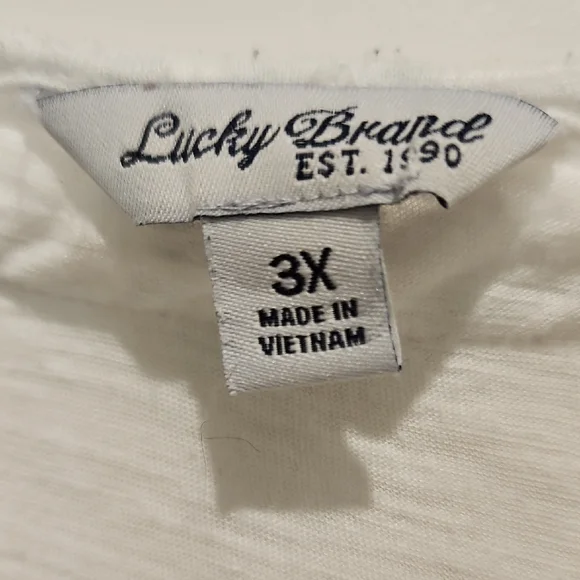 Lucky Brand
EST. 1990
3X
MADE IN
VIETNAM